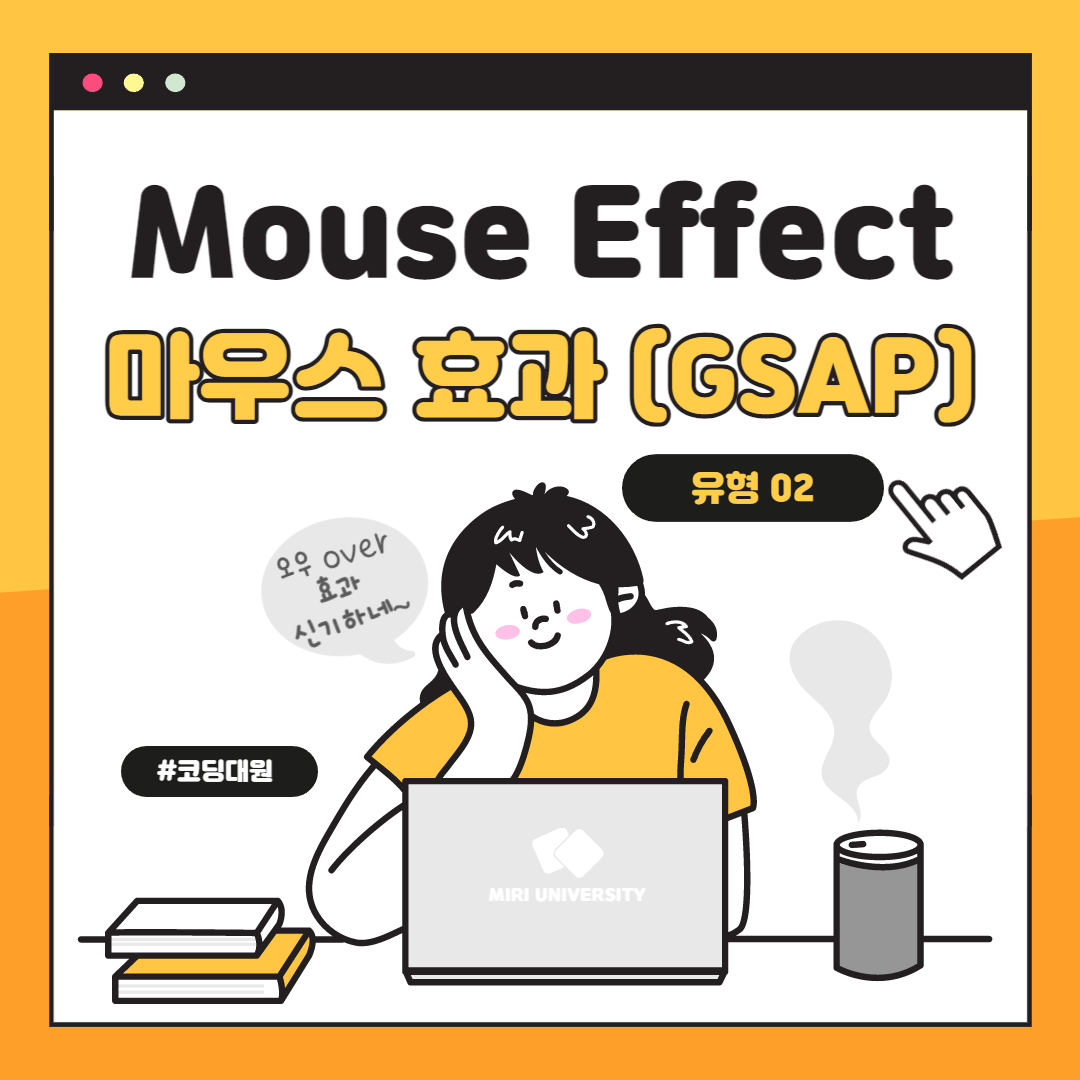 Mouse Effect
마우스 효과 (GSAP)
유형 02
오우 over
효과
신기하네~
#코딩대원
MIRI UNIVERSITY